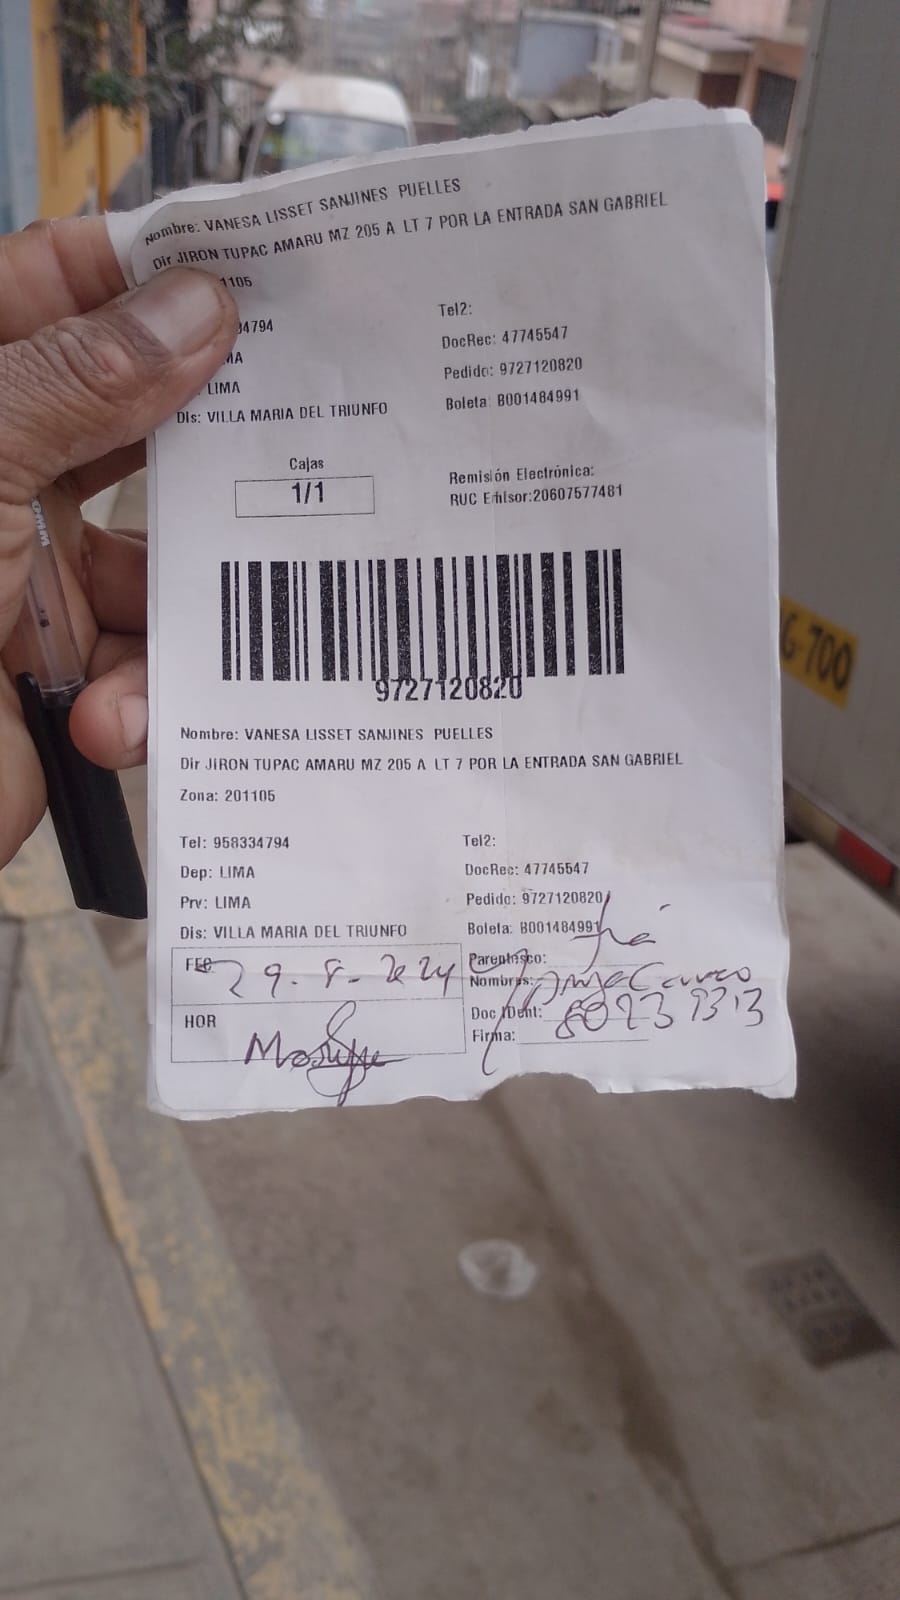 Nombre: VANESA LISSET SANJINES PUELLES
Dir JIRON TUPAC AMARU MZ 205 A LT 7 POR LA ENTRADA SAN GABRIEL
1105
34794
Tel2:
MA
DocRec: 47745547
LIMA
Pedido: 9727120820
Dis: VILLA MARIA DEL TRIUNFO
Boleta: B001484991
Cajas
1/1
Remisión Electrónica:
RUC Emisor:20607577481
9727120820
Nombre: VANESA LISSET SANJINES PUELLES
Dir JIRON TUPAC AMARU MZ 205 A LT 7 POR LA ENTRADA SAN GABRIEL
Zona: 201105
Tel: 958334794
Tel2:
Dep: LIMA
DocRec: 47745547
Prv: LIMA
Pedido: 9727120820
Dis: VILLA MARIA DEL TRIUNFO
Boleta: B001484991
FEC 29.8.2024
Parentesco:
Nombres:
HOR
Doc IDent: 80239313
Firma:
G 700